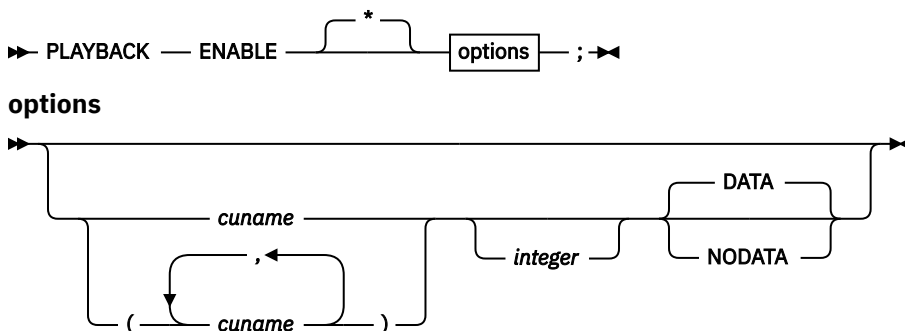 *
PLAYBACK ENABLE options ;
options
DATA
cuname
integer NODATA
,
( cuname )